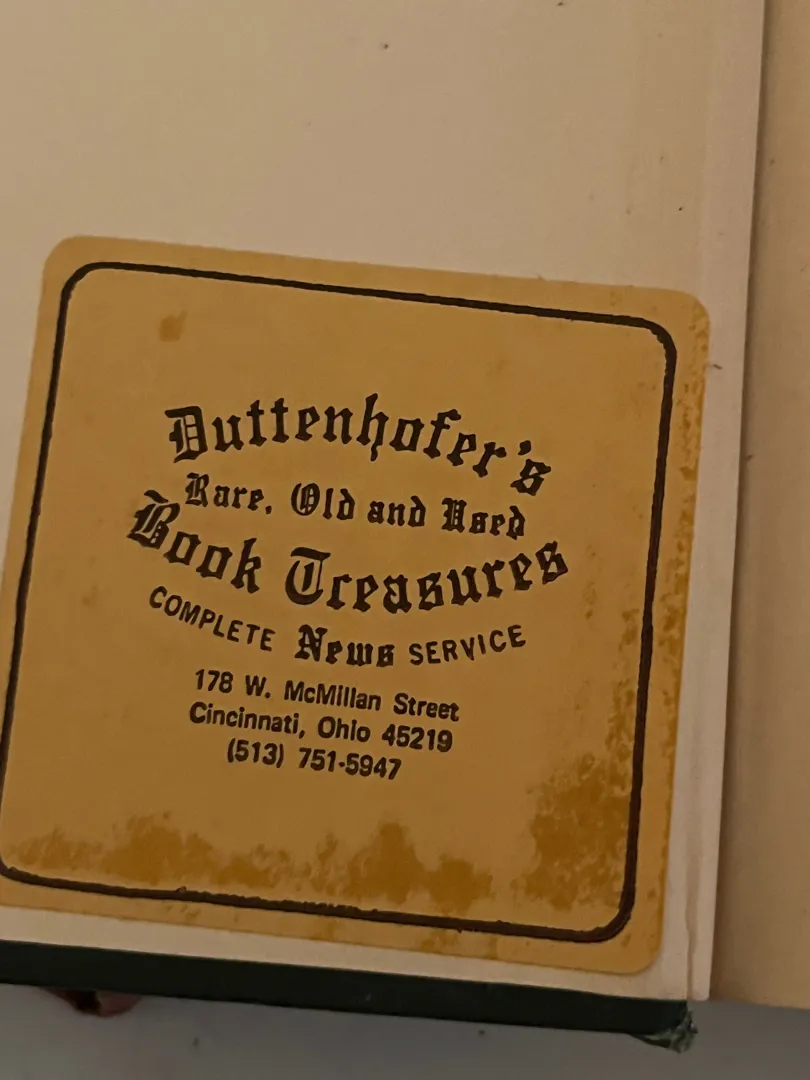 Duttenhofer's
Rare, Old and Used
Book Treasures
COMPLETE News SERVICE
178 W. McMillan Street
Cincinnati, Ohio 45219
(513) 751-5947